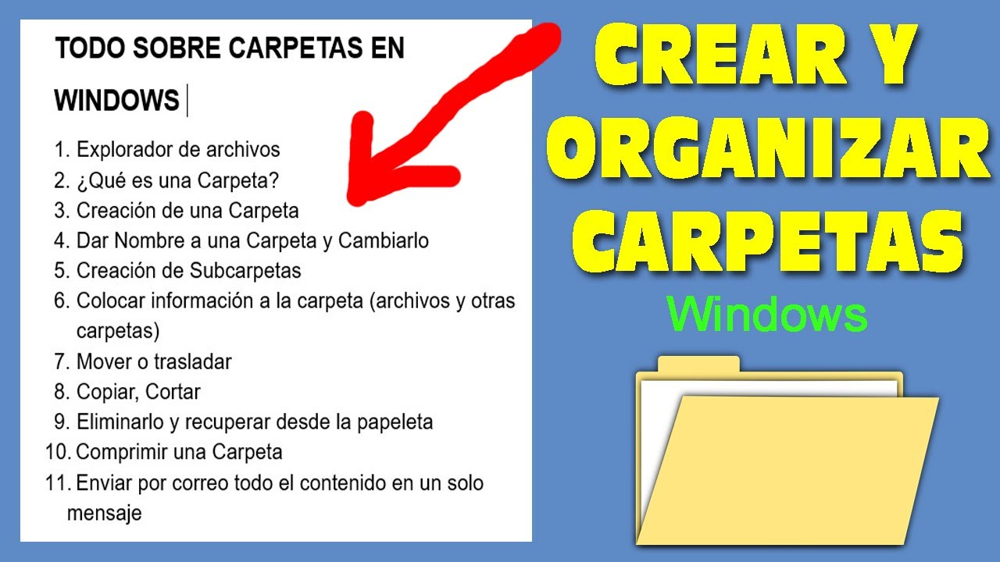 TODO SOBRE CARPETAS EN
WINDOWS
1. Explorador de archivos
2. ¿Qué es una Carpeta?
3. Creación de una Carpeta
4. Dar Nombre a una Carpeta y Cambiarlo
5. Creación de Subcarpetas
6. Colocar información a la carpeta (archivos y otras
carpetas)
7. Mover o trasladar
8. Copiar, Cortar
9. Eliminarlo y recuperar desde la papeleta
10. Comprimir una Carpeta
11. Enviar por correo todo el contenido en un solo
mensaje
CREAR Y
ORGANIZAR
CARPETAS
Windows